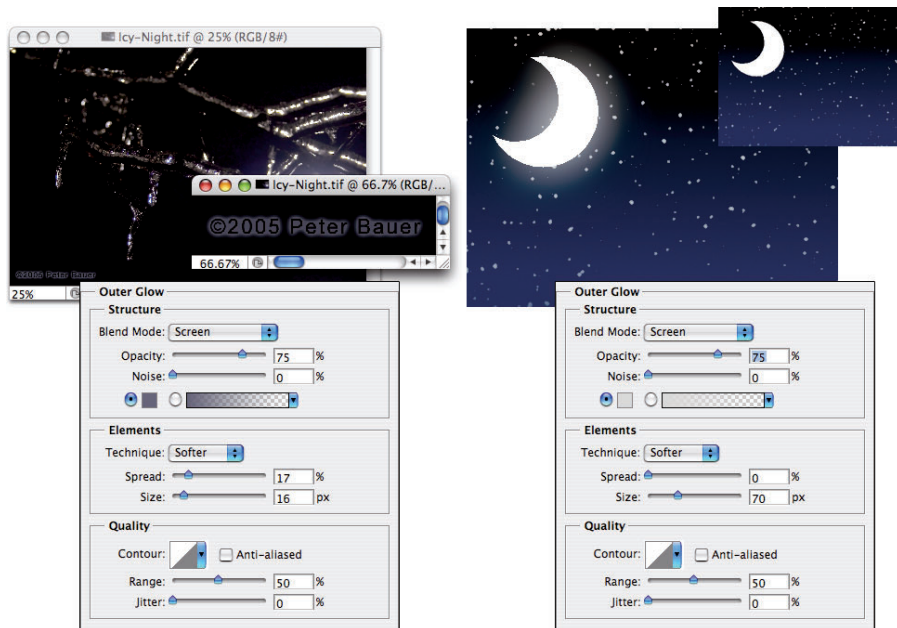 Icy-Night.tif @ 25% (RGB/8#)
Icy-Night.tif @ 66.7% (RGB/...
©2005 Peter Bauer
66.67%
©2005 Peter Bauer
25%
Outer Glow
Structure
Blend Mode: Screen
Opacity: 75 %
Noise: 0 %
Elements
Technique: Softer
Spread: 17 %
Size: 16 px
Quality
Contour: Anti-aliased
Range: 50 %
Jitter: 0 %
Outer Glow
Structure
Blend Mode: Screen
Opacity: 75 %
Noise: 0 %
Elements
Technique: Softer
Spread: 0 %
Size: 70 px
Quality
Contour: Anti-aliased
Range: 50 %
Jitter: 0 %